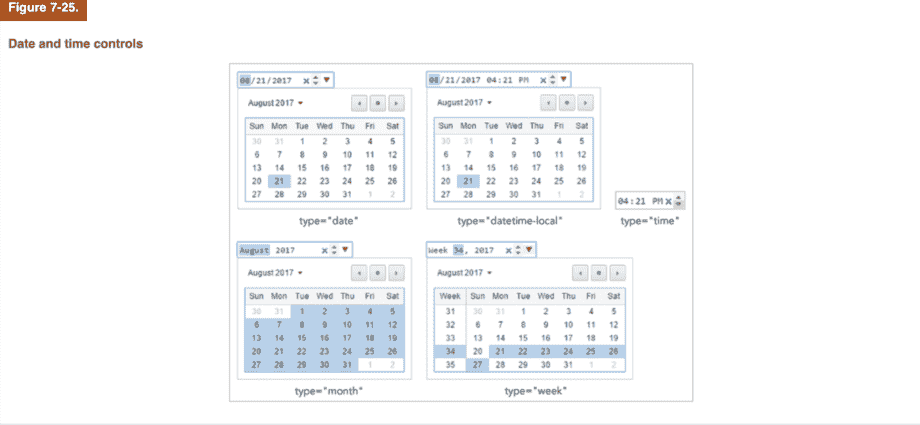 Figure 7-25.
Date and time controls
08/21/2017
August 2017
Sun Mon Tue Wed Thu Fri Sat
30 31 1 2 3 4 5
6 7 8 9 10 11 12
13 14 15 16 17 18 19
20 21 22 23 24 25 26
27 28 29 30 31 1 2
type="date"
08/21/2017 04:21 PM
August 2017
Sun Mon Tue Wed Thu Fri Sat
30 31 1 2 3 4 5
6 7 8 9 10 11 12
13 14 15 16 17 18 19
20 21 22 23 24 25 26
27 28 29 30 31 1 2
type="datetime-local"
04:21 PM
type="time"
August 2017
August 2017
Sun Mon Tue Wed Thu Fri Sat
30 31 1 2 3 4 5
6 7 8 9 10 11 12
13 14 15 16 17 18 19
20 21 22 23 24 25 26
27 28 29 30 31 1 2
type="month"
Week 34, 2017
August 2017
Week Sun Mon Tue Wed Thu Fri Sat
31 30 31 1 2 3 4 5
32 6 7 8 9 10 11 12
33 13 14 15 16 17 18 19
34 20 21 22 23 24 25 26
35 27 28 29 30 31 1 2
type="week"